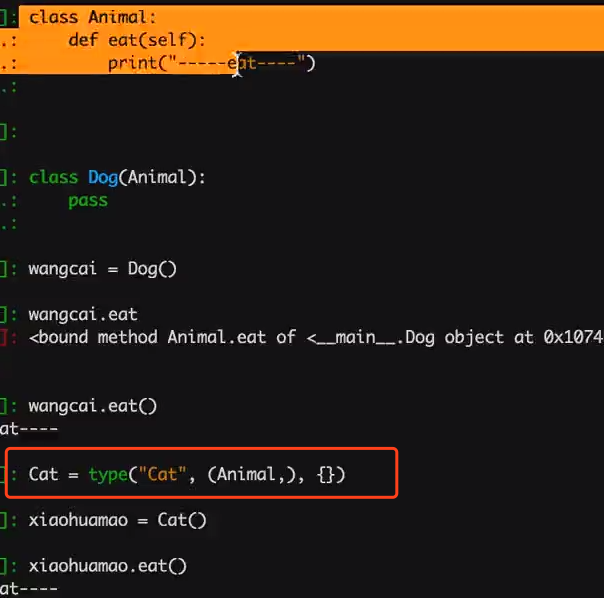 ]: class Animal:
.:     def eat(self):
.:         print("-----eat----")
.:
]:
]: class Dog(Animal):
.:     pass
.:
]: wangcai = Dog()
]: wangcai.eat
]: <bound method Animal.eat of <__main__.Dog object at 0x1074
]: wangcai.eat()
at----
]: Cat = type("Cat", (Animal,), {})
]: xiaohuamao = Cat()
]: xiaohuamao.eat()
at----